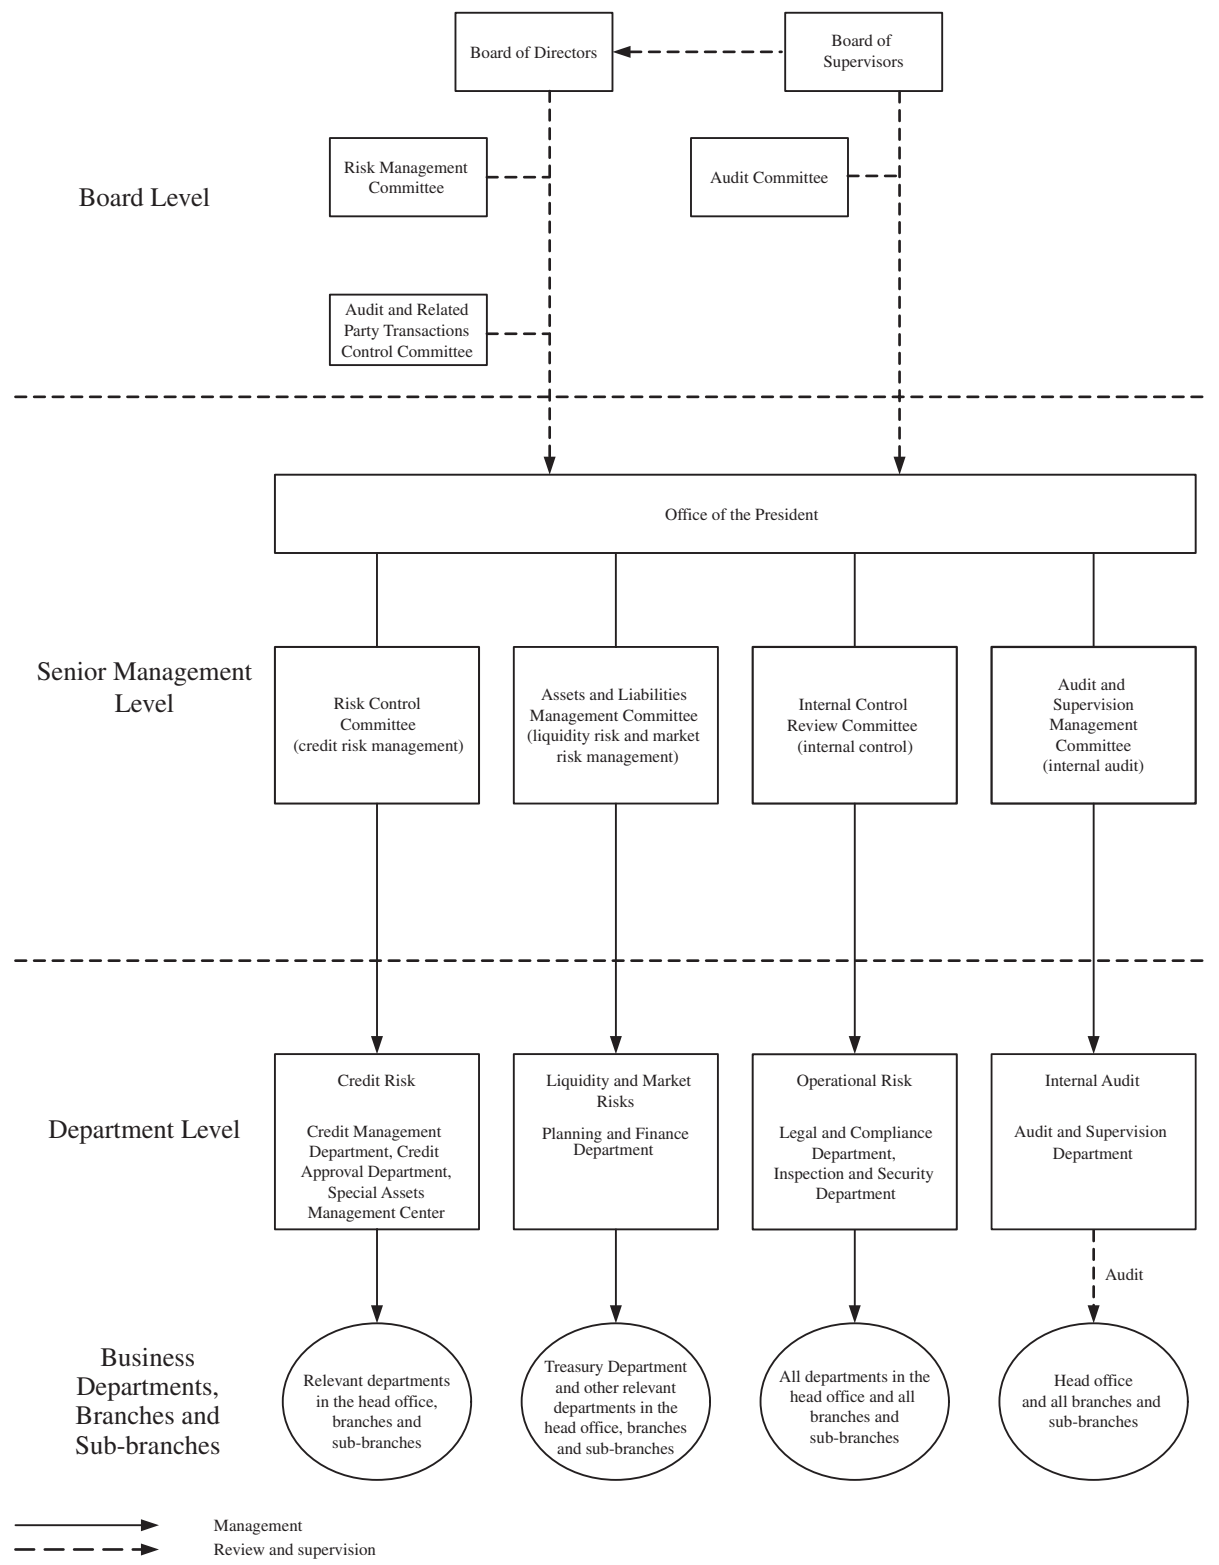 Board of Directors
Board of
Supervisors
Board Level
Risk Management
Committee
Audit Committee
Audit and Related
Party Transactions
Control Committee
Office of the President
Senior Management
Level
Risk Control
Committee
(credit risk management)
Assets and Liabilities
Management Committee
(liquidity risk and market
risk management)
Internal Control
Review Committee
(internal control)
Audit and
Supervision
Management
Committee
(internal audit)
Department Level
Credit Risk
Credit Management
Department, Credit
Approval Department,
Special Assets
Management Center
Liquidity and Market
Risks
Planning and Finance
Department
Operational Risk
Legal and Compliance
Department,
Inspection and Security
Department
Internal Audit
Audit and Supervision
Department
Audit
Business
Departments,
Branches and
Sub-branches
Relevant departments
in the head office,
branches and
sub-branches
Treasury Department
and other relevant
departments in the
head office, branches
and sub-branches
All departments in the
head office and all
branches and
sub-branches
Head office
and all branches and
sub-branches
Management
Review and supervision